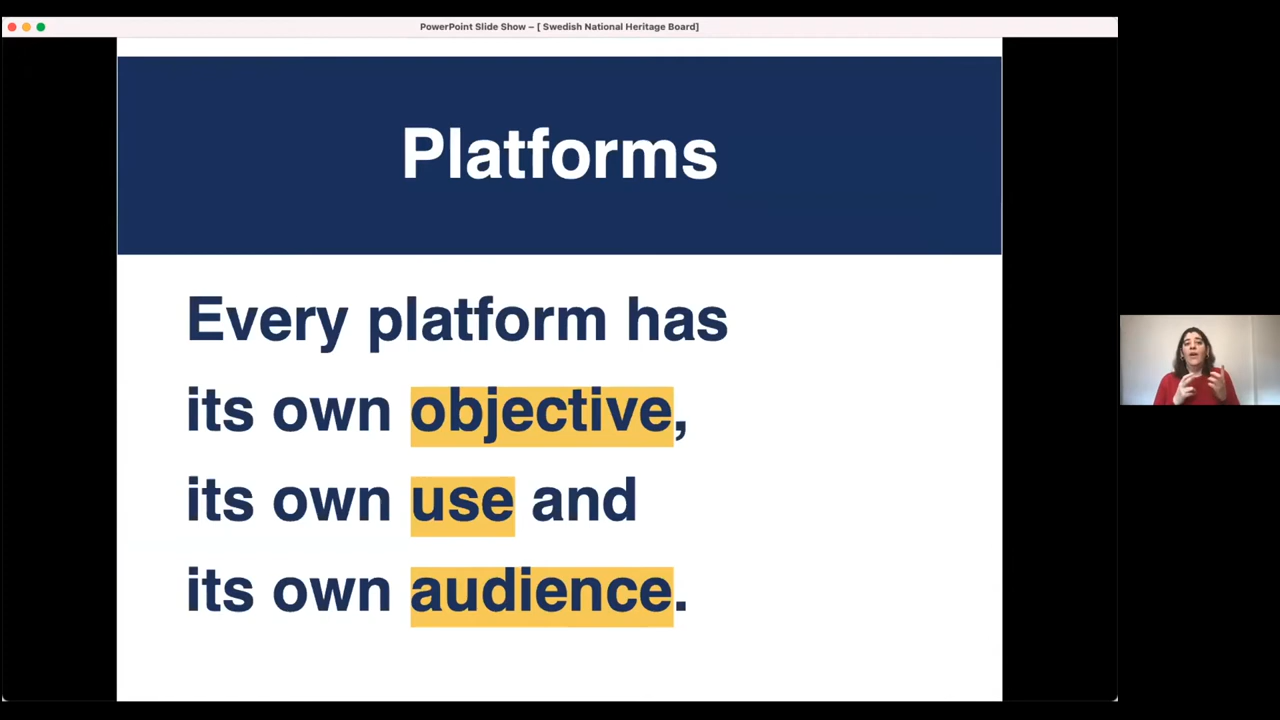 PowerPoint Slide Show – [ Swedish National Heritage Board]
Platforms
Every platform has
its own objective,
its own use and
its own audience.